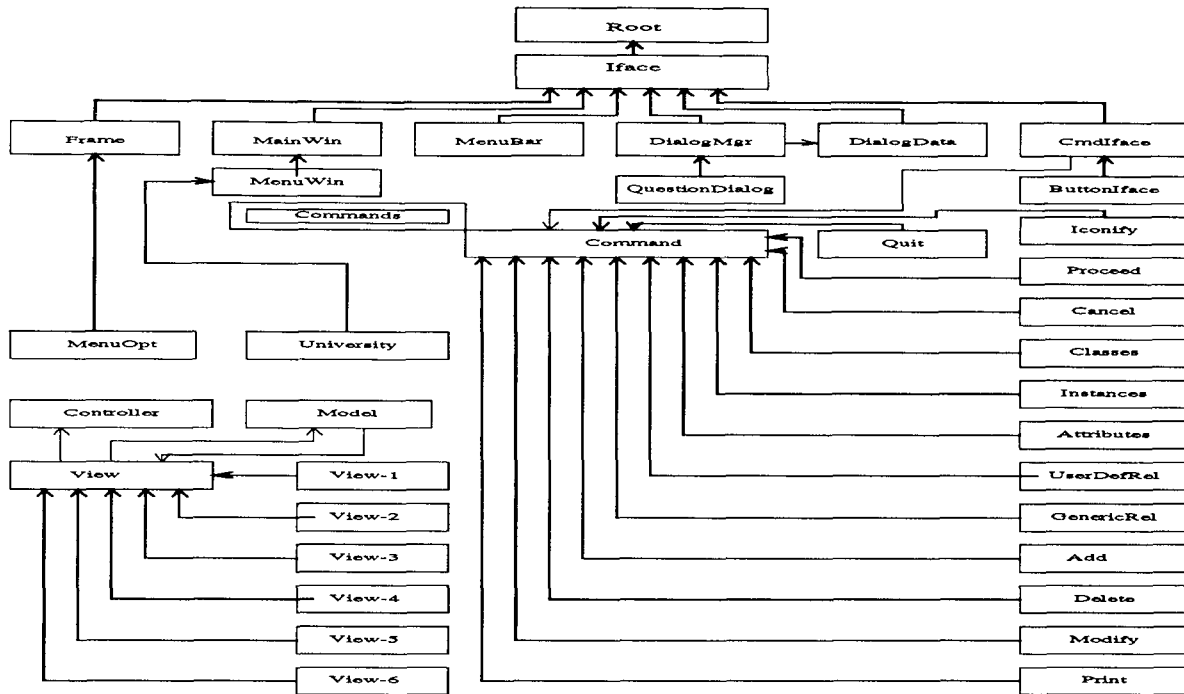 Root
Iface
Frame
MainWin
MenuBar
DialogMgr
DialogData
CmdIface
MenuWin
QuestionDialog
ButtonIface
Commands
Command
Quit
Iconify
Proceed
Cancel
MenuOpt
University
Classes
Instances
Controller
Model
Attributes
View
View-1
UserDefRel
View-2
GenericRel
View-3
Add
View-4
Delete
View-5
Modify
View-6
Print